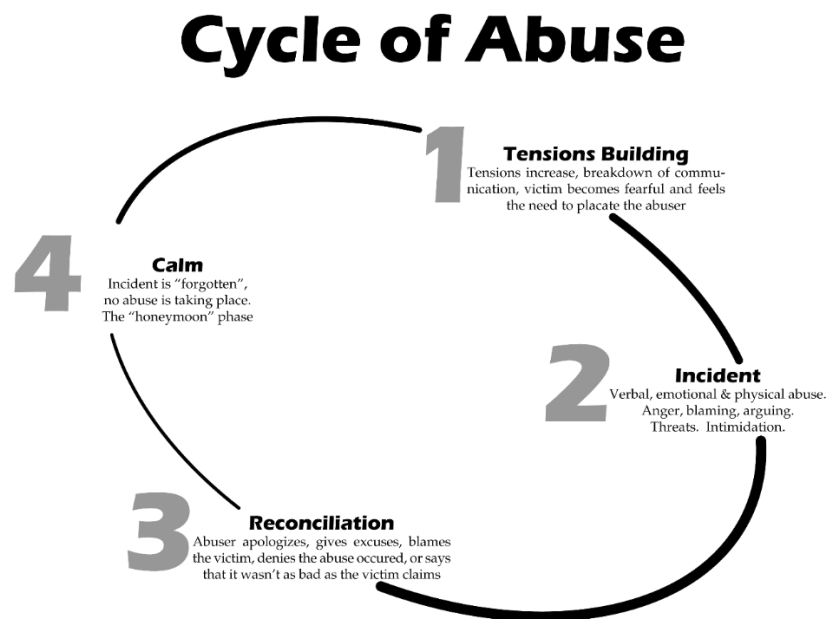 Cycle of Abuse
1
Tensions Building
Tensions increase, breakdown of commu-
nication, victim becomes fearful and feels
the need to placate the abuser
2
Incident
Verbal, emotional & physical abuse.
Anger, blaming, arguing.
Threats. Intimidation.
3
Reconciliation
Abuser apologizes, gives excuses, blames
the victim, denies the abuse occured, or says
that it wasn't as bad as the victim claims
4
Calm
Incident is "forgotten",
no abuse is taking place.
The "honeymoon" phase